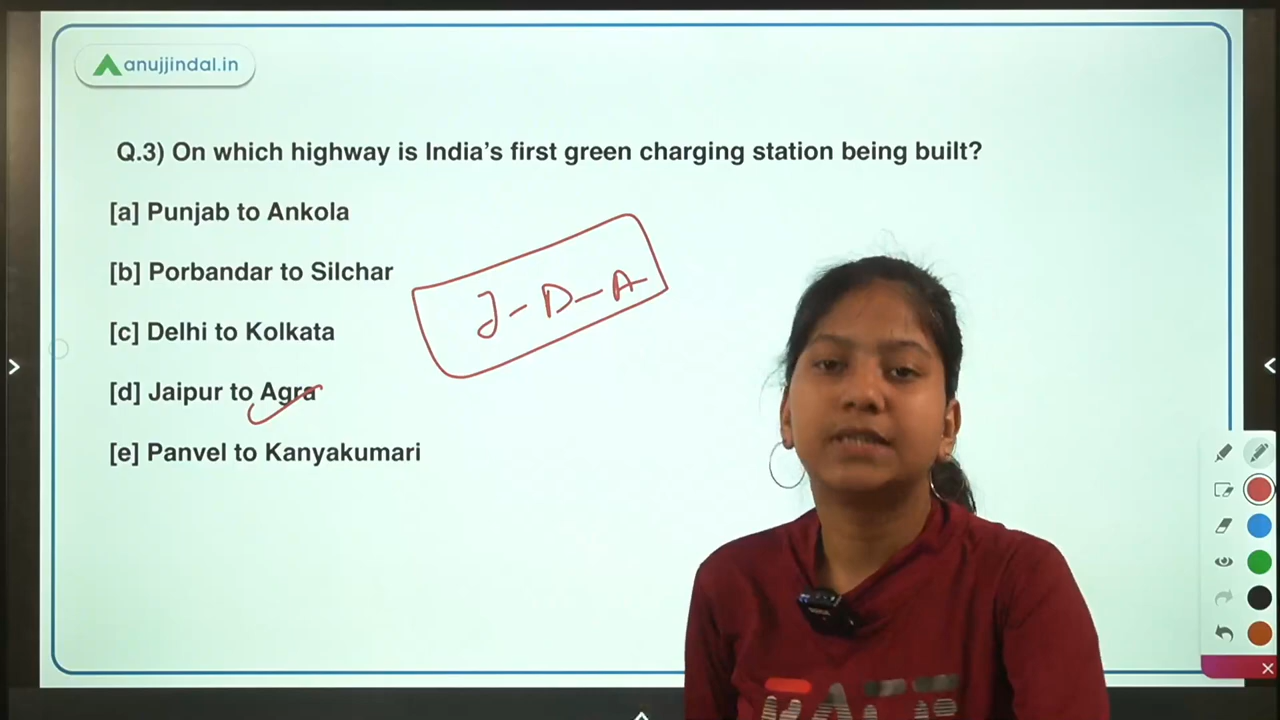 anujjindal.in
Q.3) On which highway is India's first green charging station being built?
[a] Punjab to Ankola
[b] Porbandar to Silchar
[c] Delhi to Kolkata
[d] Jaipur to Agra
[e] Panvel to Kanyakumari
J-D-A